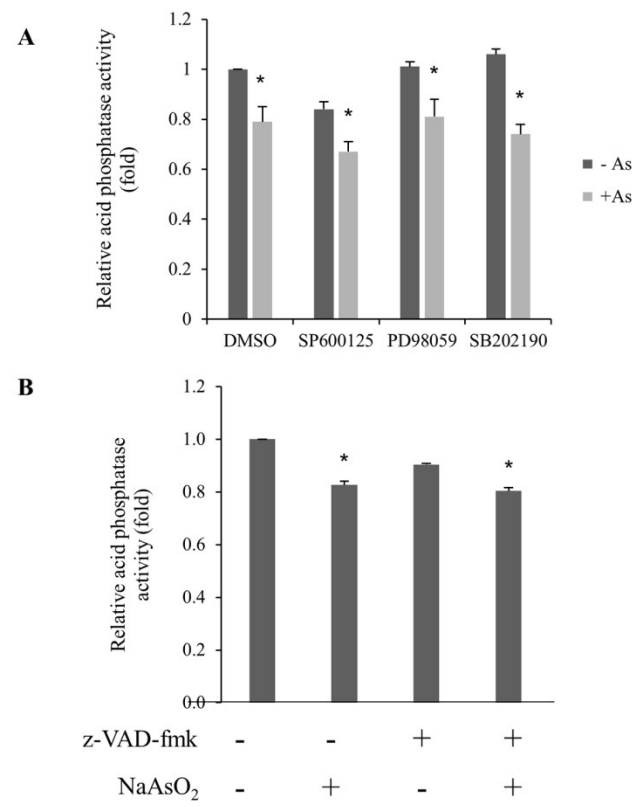 A
Relative acid phosphatase activity
(fold)
1.2
1
0.8
0.6
0.4
0.2
0
*
*
*
*
- As
+As
DMSO SP600125 PD98059 SB202190
B
Relative acid phosphatase
activity (fold)
1.2
1.0
0.8
0.6
0.4
0.2
0.0
*
*
z-VAD-fmk - - + +
NaAsO₂ - + - +